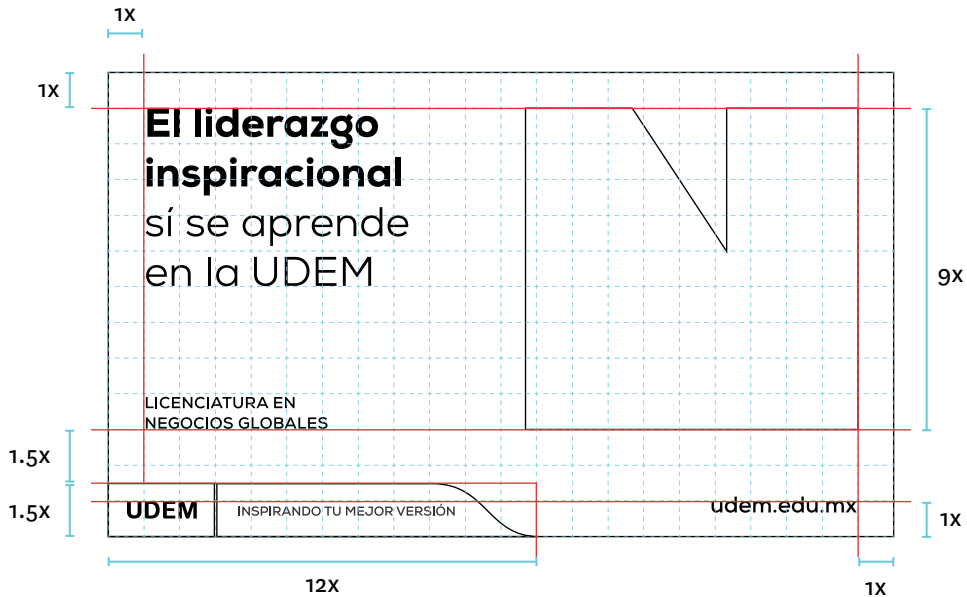 1X
1X
El liderazgo
inspiracional
sí se aprende
en la UDEM
9X
LICENCIATURA EN
NEGOCIOS GLOBALES
1.5X
1.5X
UDEM
INSPIRANDO TU MEJOR VERSIÓN
udem.edu.mx
1X
12X
1X